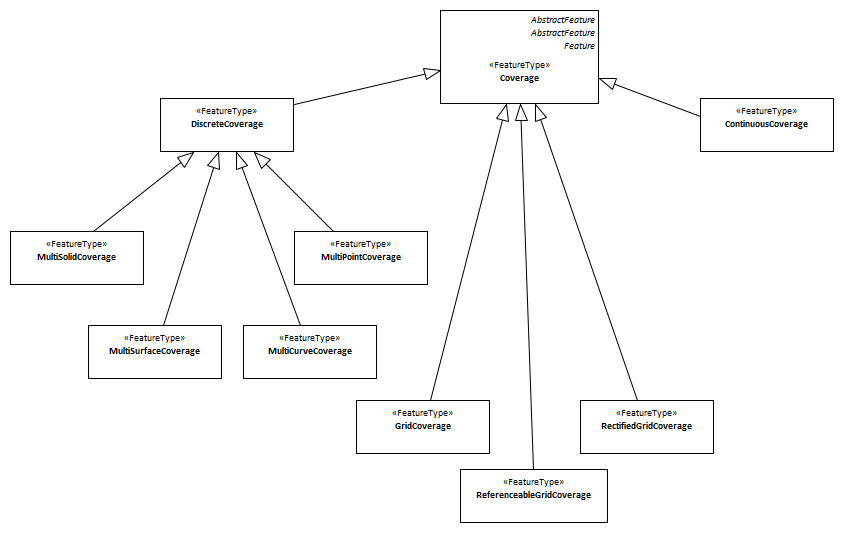 AbstractFeature
AbstractFeature
Feature
«FeatureType»
Coverage
«FeatureType»
DiscreteCoverage
«FeatureType»
ContinuousCoverage
«FeatureType»
MultiSolidCoverage
«FeatureType»
MultiPointCoverage
«FeatureType»
MultiSurfaceCoverage
«FeatureType»
MultiCurveCoverage
«FeatureType»
GridCoverage
«FeatureType»
RectifiedGridCoverage
«FeatureType»
ReferenceableGridCoverage